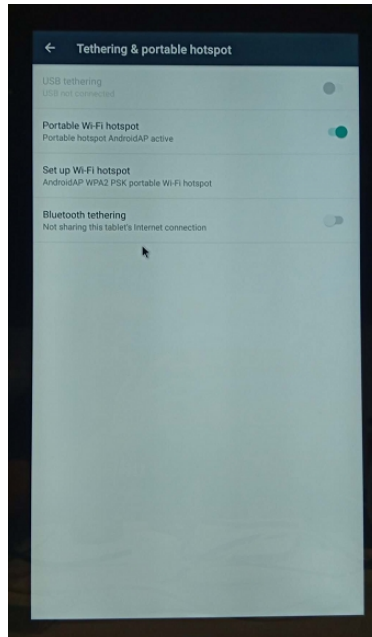 Tethering & portable hotspot
USB tethering
USB not connected
Portable Wi-Fi hotspot
Portable hotspot AndroidAP active
Set up Wi-Fi hotspot
AndroidAP WPA2 PSK portable Wi-Fi hotspot
Bluetooth tethering
Not sharing this tablet's Internet connection